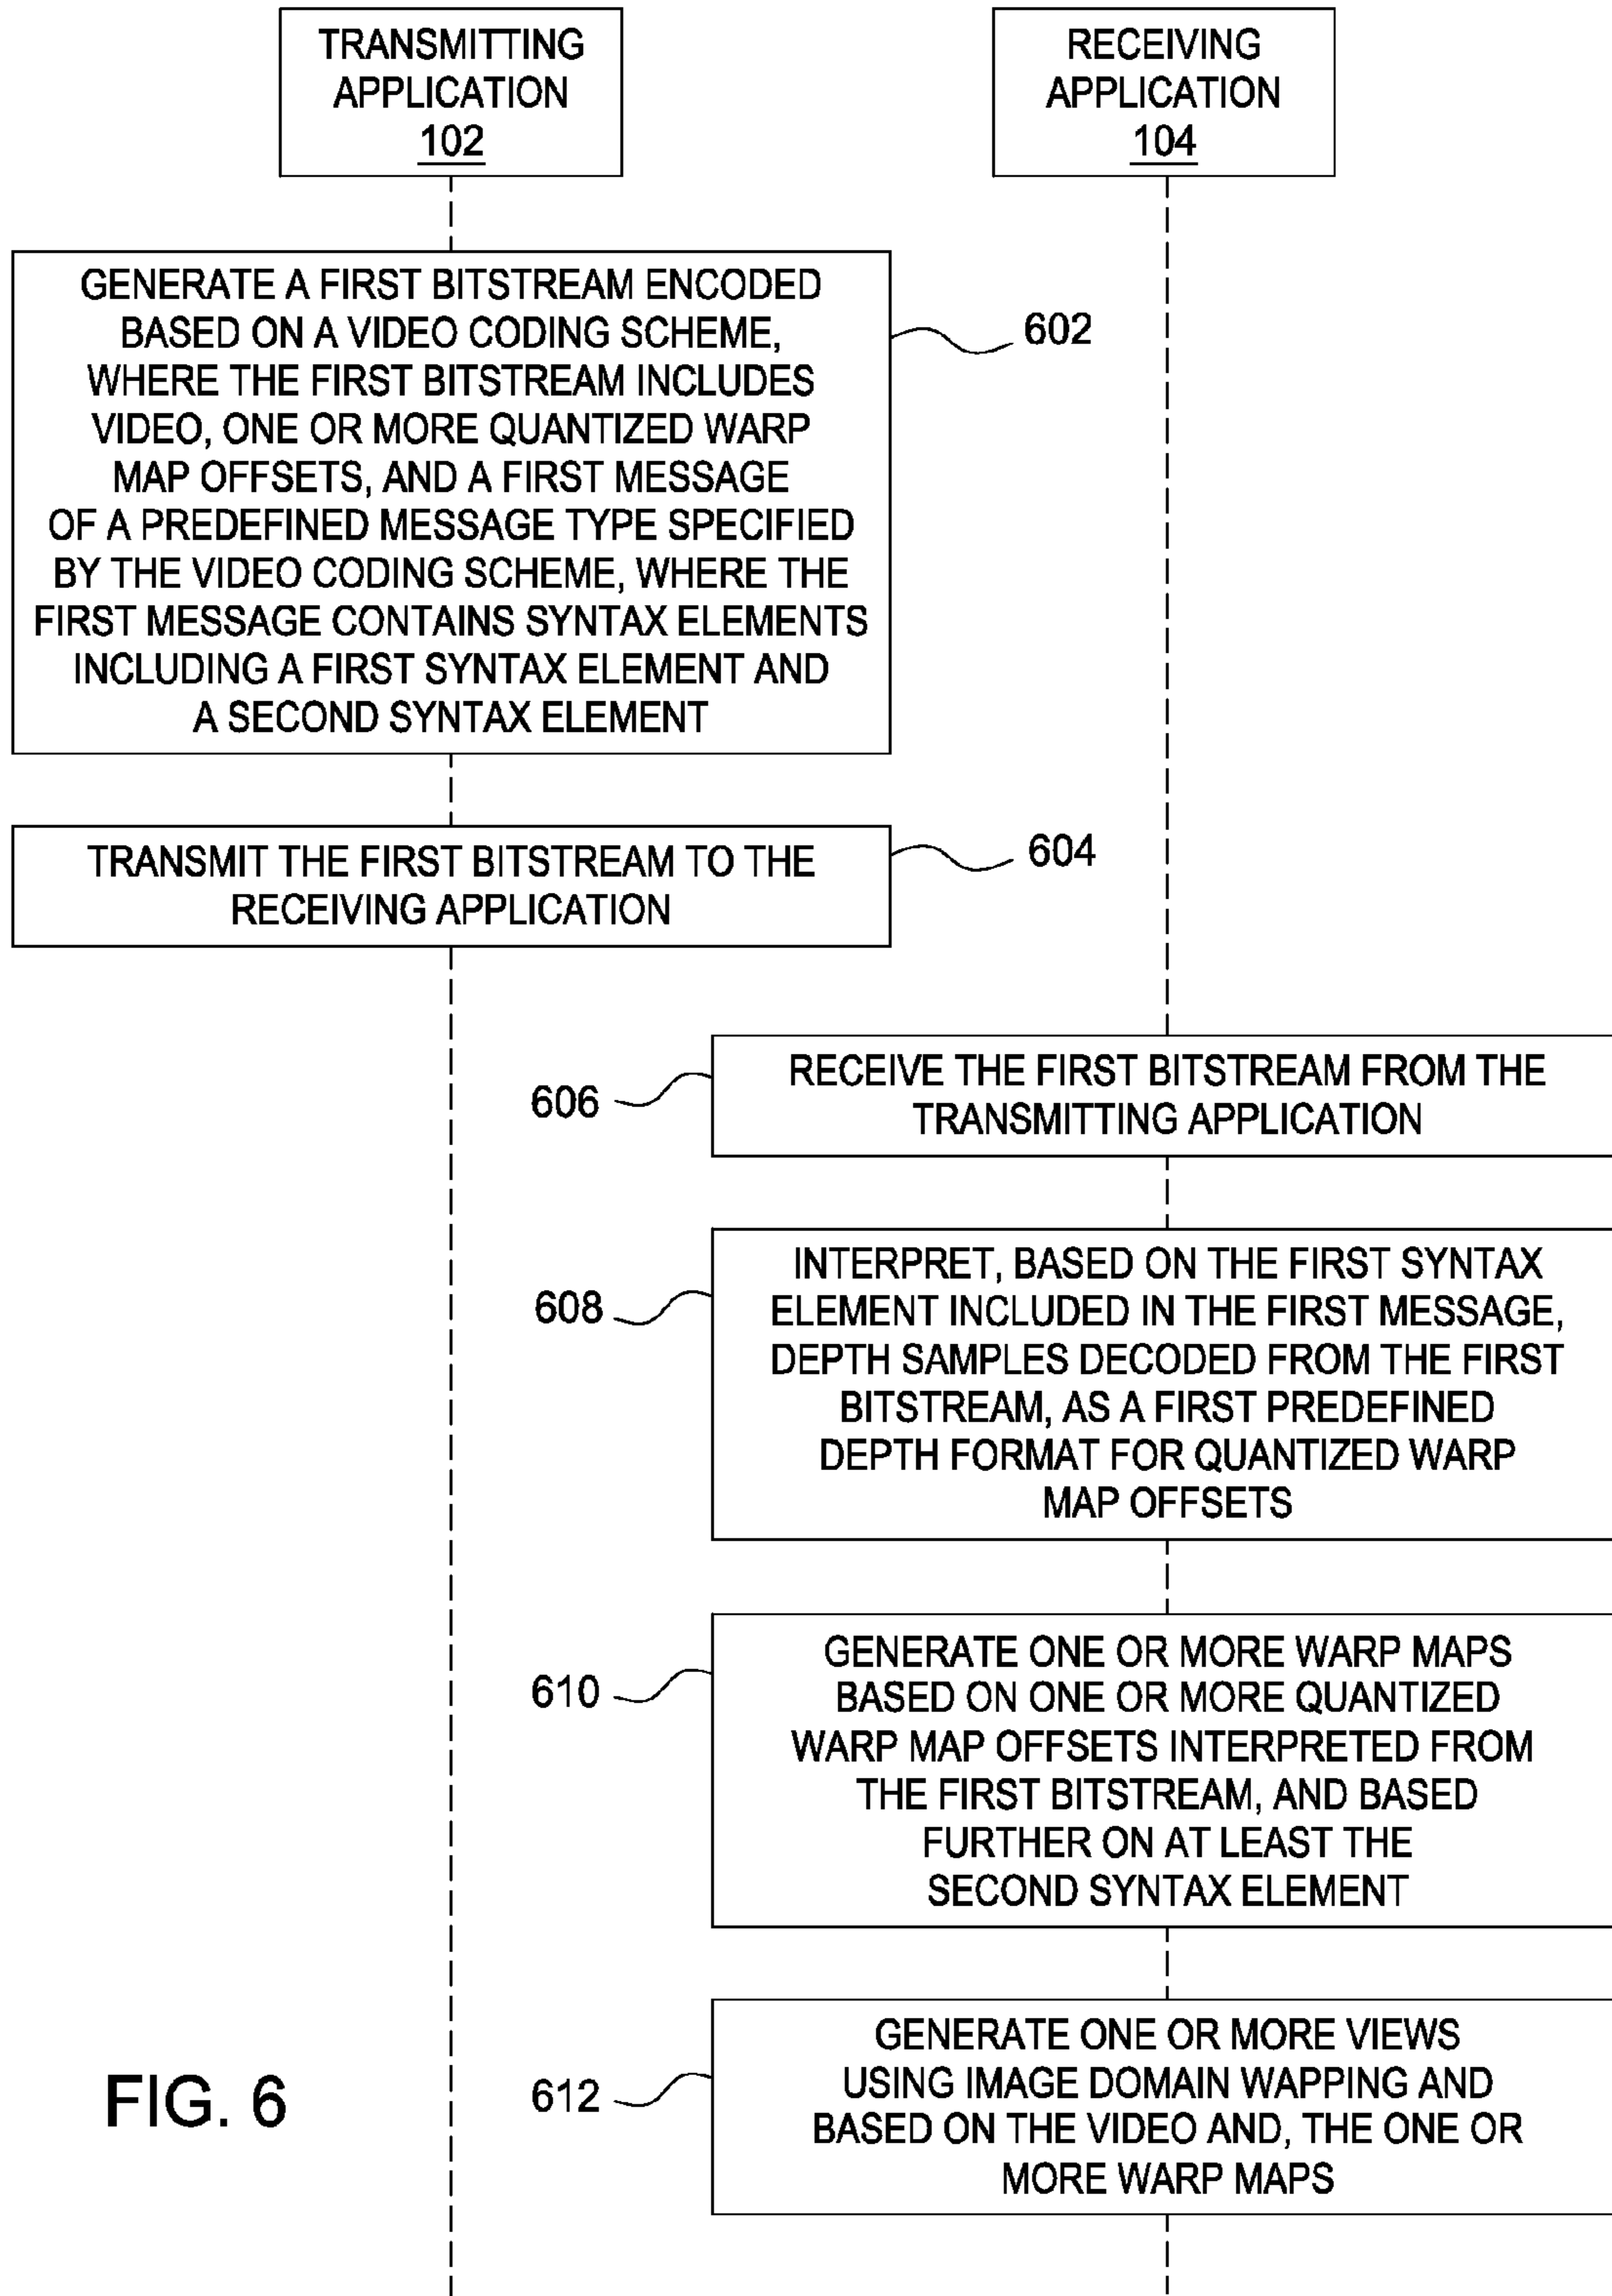 TRANSMITTING
APPLICATION
102
RECEIVING
APPLICATION
104
GENERATE A FIRST BITSTREAM ENCODED
BASED ON A VIDEO CODING SCHEME,
WHERE THE FIRST BITSTREAM INCLUDES
VIDEO, ONE OR MORE QUANTIZED WARP
MAP OFFSETS, AND A FIRST MESSAGE
OF A PREDEFINED MESSAGE TYPE SPECIFIED
BY THE VIDEO CODING SCHEME, WHERE THE
FIRST MESSAGE CONTAINS SYNTAX ELEMENTS
INCLUDING A FIRST SYNTAX ELEMENT AND
A SECOND SYNTAX ELEMENT
602
TRANSMIT THE FIRST BITSTREAM TO THE
RECEIVING APPLICATION
604
606
RECEIVE THE FIRST BITSTREAM FROM THE
TRANSMITTING APPLICATION
608
INTERPRET, BASED ON THE FIRST SYNTAX
ELEMENT INCLUDED IN THE FIRST MESSAGE,
DEPTH SAMPLES DECODED FROM THE FIRST
BITSTREAM, AS A FIRST PREDEFINED
DEPTH FORMAT FOR QUANTIZED WARP
MAP OFFSETS
610
GENERATE ONE OR MORE WARP MAPS
BASED ON ONE OR MORE QUANTIZED
WARP MAP OFFSETS INTERPRETED FROM
THE FIRST BITSTREAM, AND BASED
FURTHER ON AT LEAST THE
SECOND SYNTAX ELEMENT
612
GENERATE ONE OR MORE VIEWS
USING IMAGE DOMAIN WAPPING AND
BASED ON THE VIDEO AND, THE ONE OR
MORE WARP MAPS
FIG. 6